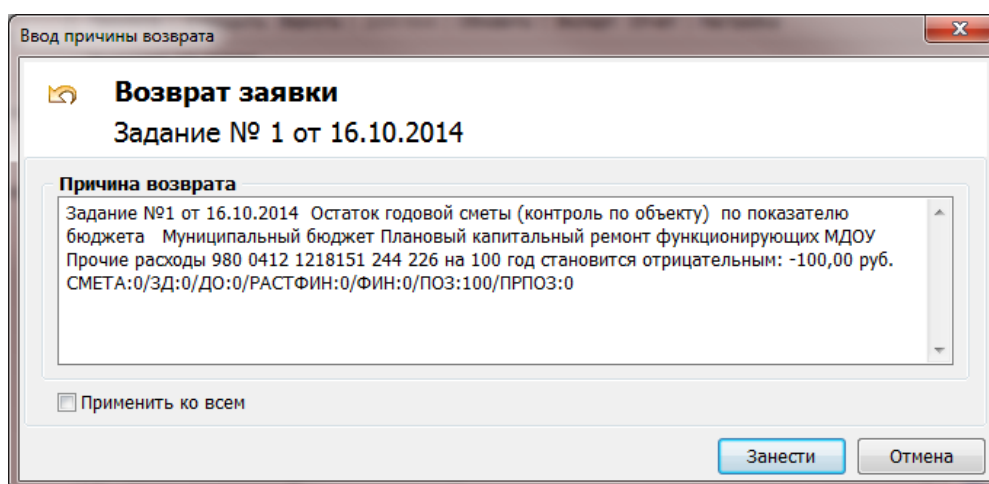 Ввод причины возврата
Возврат заявки
Задание № 1 от 16.10.2014
Причина возврата
Задание №1 от 16.10.2014 Остаток годовой сметы (контроль по объекту) по показателю
бюджета Муниципальный бюджет Плановый капитальный ремонт функционирующих МДОУ
Прочие расходы 980 0412 1218151 244 226 на 100 год становится отрицательным: -100,00 руб.
СМЕТА:0/ЗД:0/ДО:0/РАСТФИН:0/ФИН:0/ПОЗ:100/ПРПОЗ:0
Применить ко всем
Занести
Отмена